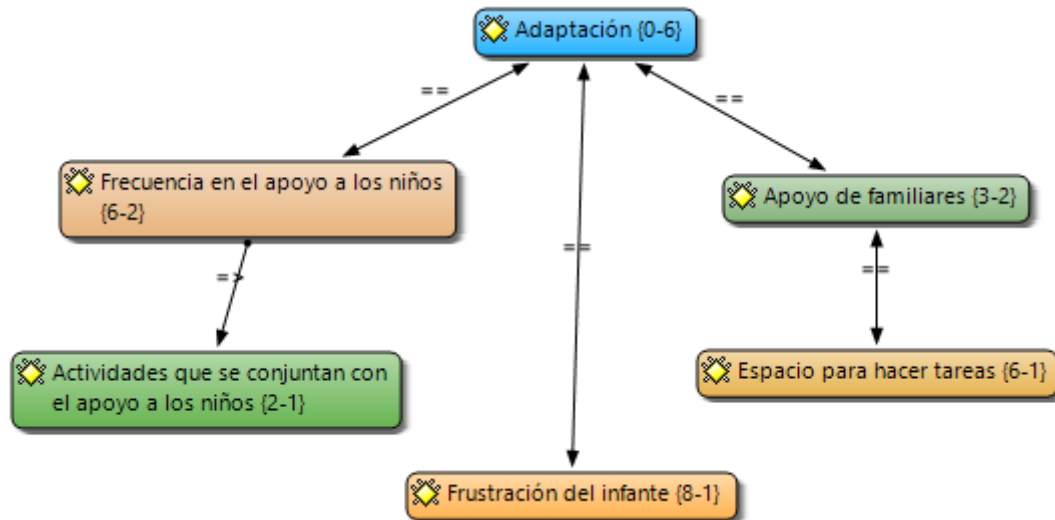 Adaptación {0-6}
==
==
Frecuencia en el apoyo a los niños
{6-2}
Apoyo de familiares {3-2}
==
==
=>
Actividades que se conjuntan con
el apoyo a los niños {2-1}
Espacio para hacer tareas {6-1}
Frustración del infante {8-1}